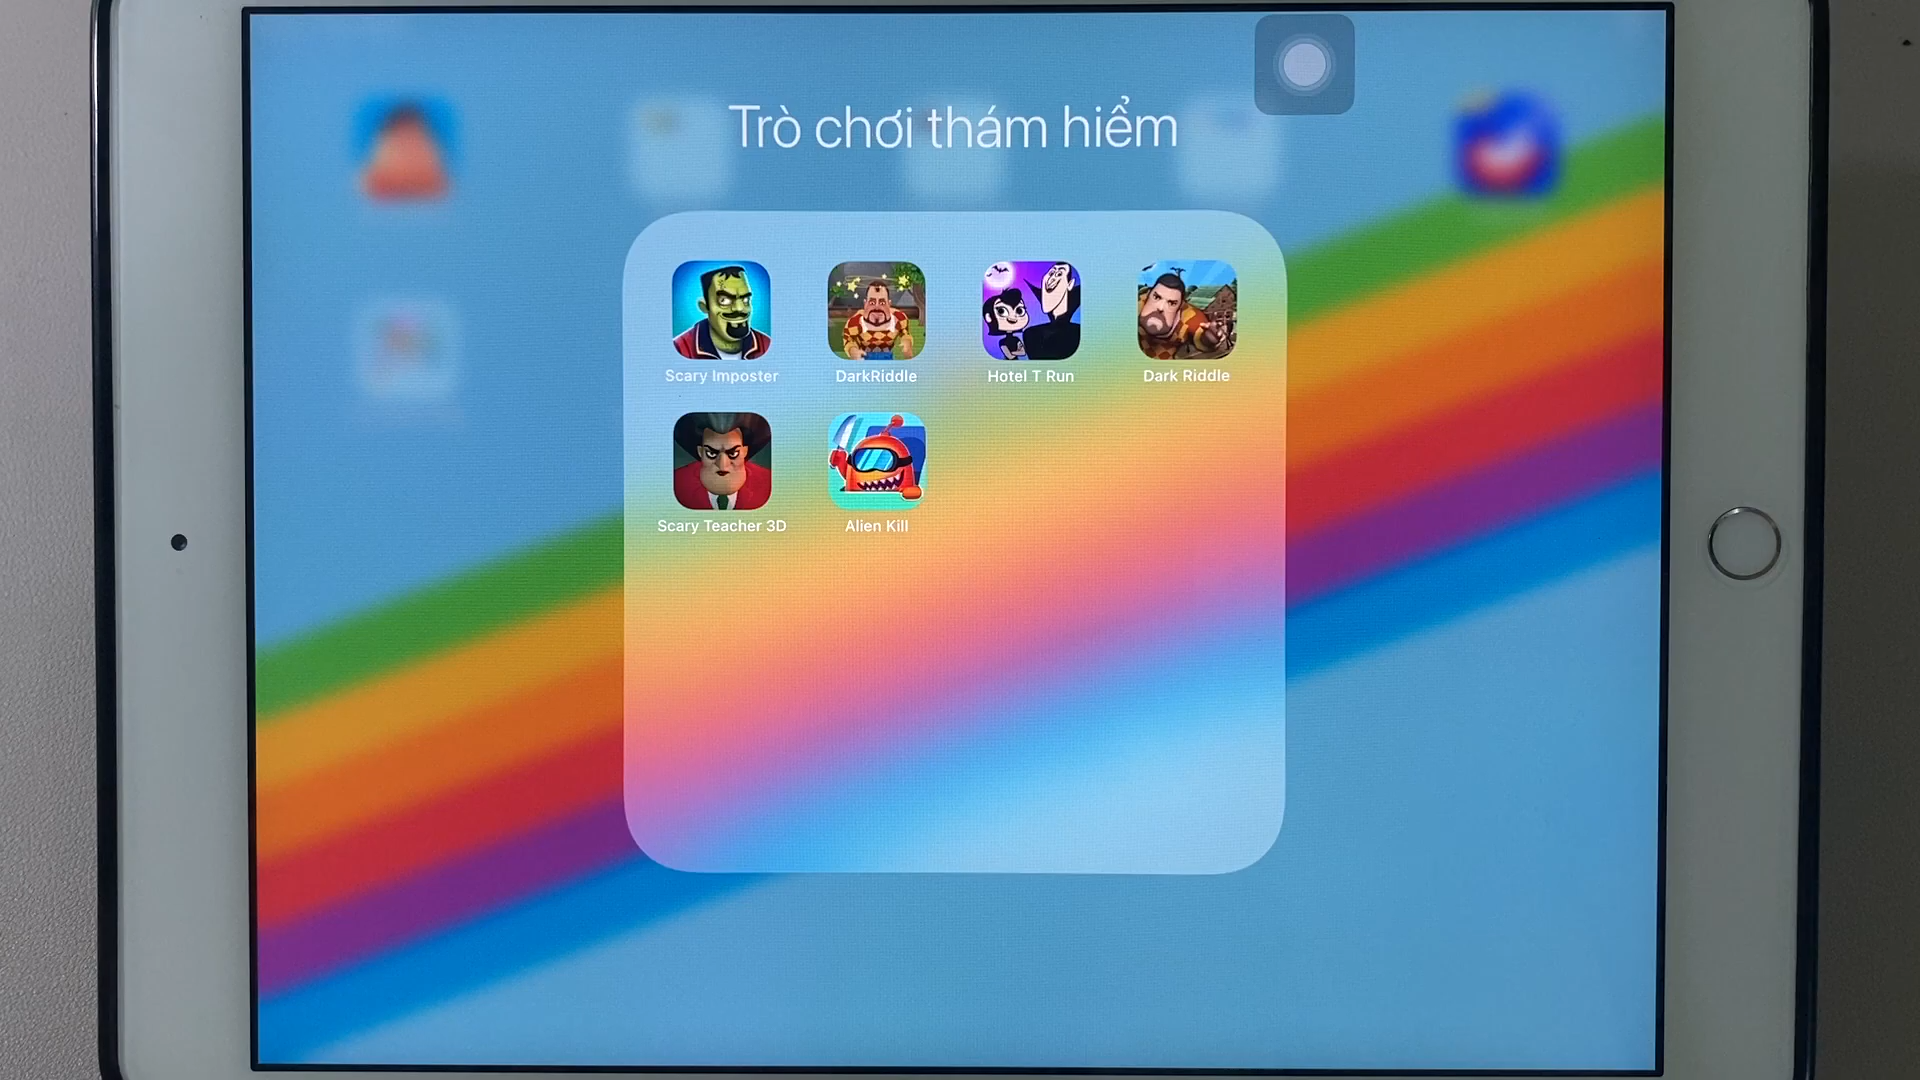 Trò chơi thám hiểm
Scary Imposter
DarkRiddle
Hotel T Run
Dark Riddle
Scary Teacher 3D
Alien Kill